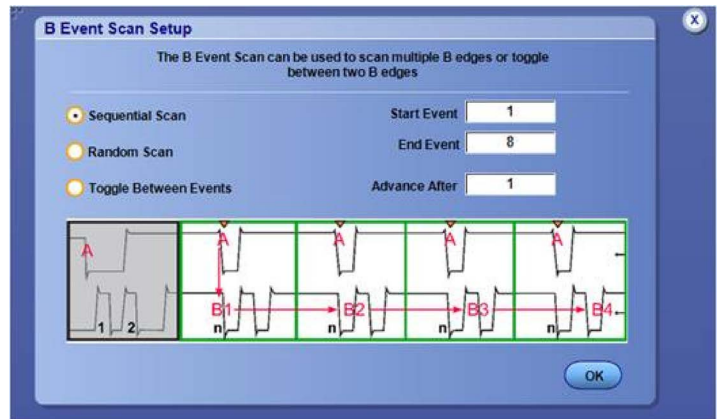 B Event Scan Setup
X
The B Event Scan can be used to scan multiple B edges or toggle
between two B edges
Sequential Scan
Start Event 1
Random Scan
End Event 8
Toggle Between Events
Advance After 1
A A A A A
B1 B2 B3 B4
1 2 n n n n
OK